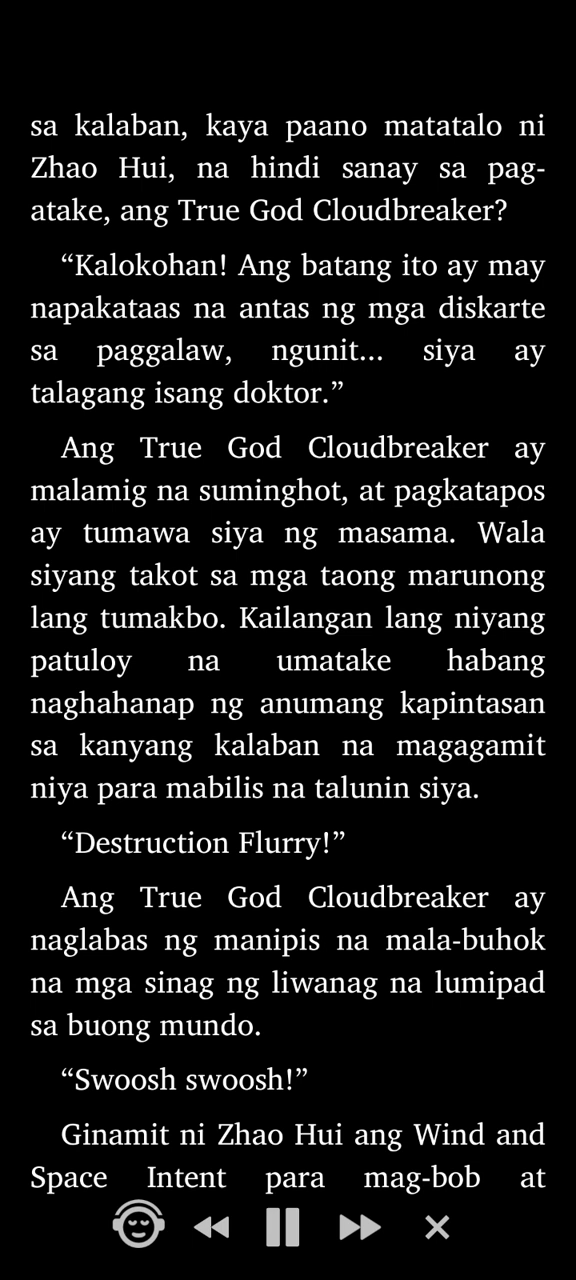 sa kalaban, kaya paano matatalo ni
Zhao Hui, na hindi sanay sa pag-
atake, ang True God Cloudbreaker?
“Kalokohan! Ang batang ito ay may
napakataas na antas ng mga diskarte
sa paggalaw, ngunit... siya ay
talagang isang doktor.”
Ang True God Cloudbreaker ay
malamig na suminghot, at pagkatapos
ay tumawa siya ng masama. Wala
siyang takot sa mga taong marunong
lang tumakbo. Kailangan lang niyang
patuloy na umatake habang
naghahanap ng anumang kapintasan
sa kanyang kalaban na magagamit
niya para mabilis na talunin siya.
“Destruction Flurry!”
Ang True God Cloudbreaker ay
naglabas ng manipis na mala-buhok
na mga sinag ng liwanag na lumipad
sa buong mundo.
“Swoosh swoosh!”
Ginamit ni Zhao Hui ang Wind and
Space Intent para mag-bob at